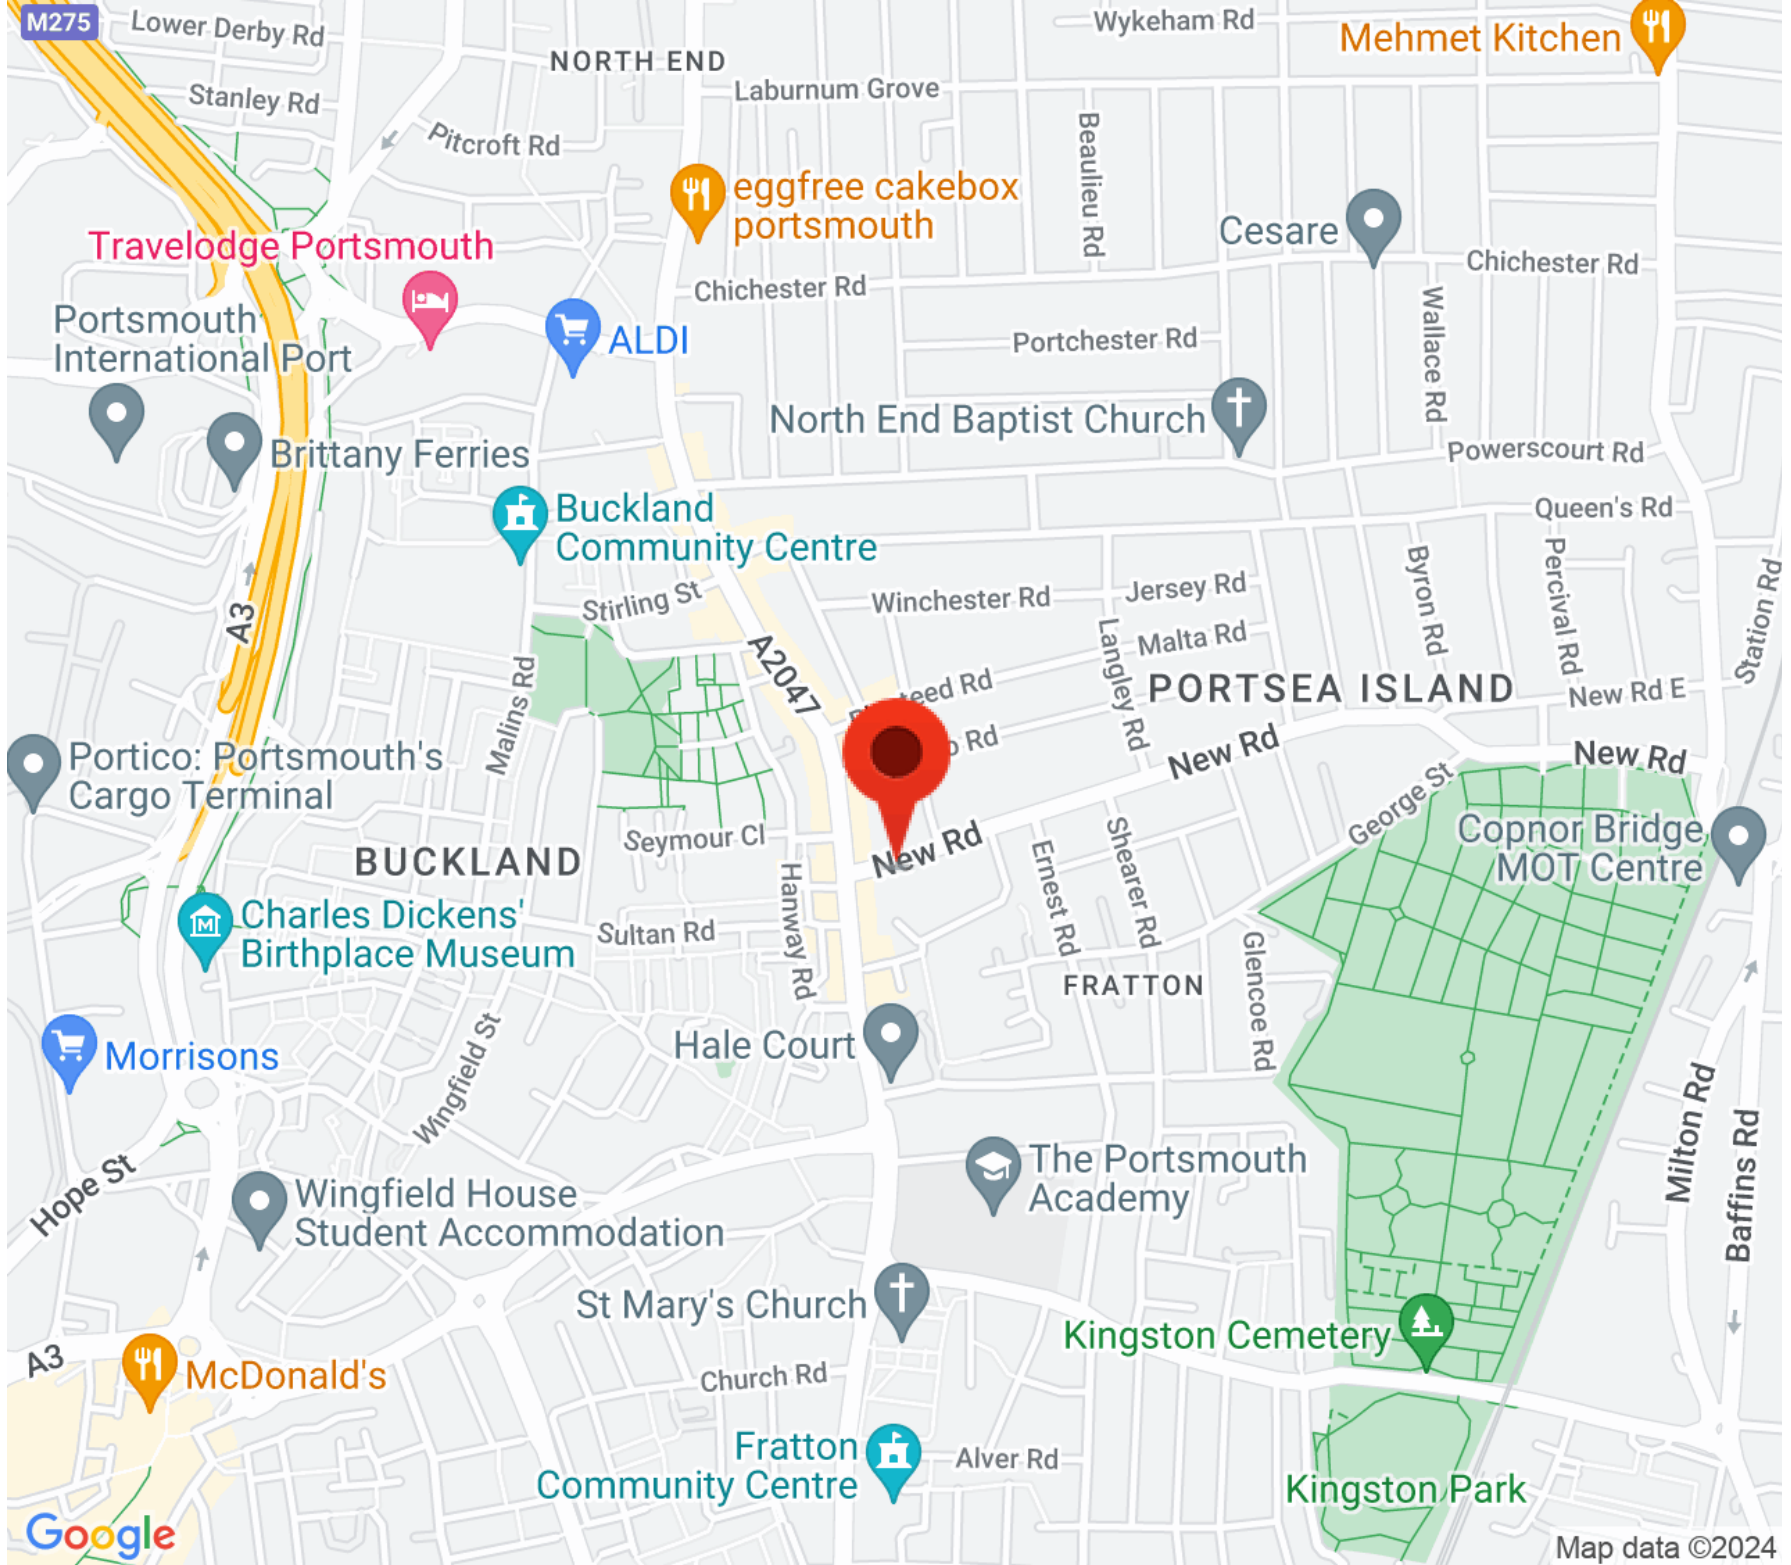 M275
Lower Derby Rd
Wykeham Rd
Mehmet Kitchen
NORTH END
Stanley Rd
Laburnum Grove
Pitcroft Rd
Beaulieu Rd
eggfree cakebox
portsmouth
Cesare
Travelodge Portsmouth
Chichester Rd
Chichester Rd
Portsmouth
International Port
ALDI
Portchester Rd
Wallace Rd
North End Baptist Church
Brittany Ferries
Powerscourt Rd
Buckland
Community Centre
Queen's Rd
A3
Stirling St
Winchester Rd
Jersey Rd
Byron Rd
Percival Rd
Station Rd
Malta Rd
Langley Rd
A2047
Malins Rd
teed Rd
PORTSEA ISLAND
New Rd E
o Rd
New Rd
New Rd
Portico: Portsmouth's
Cargo Terminal
George St
Seymour Cl
New Rd
Copnor Bridge
MOT Centre
BUCKLAND
Hanway Rd
Ernest Rd
Shearer Rd
Charles Dickens'
Birthplace Museum
Sultan Rd
Glencoe Rd
FRATTON
Hale Court
Morrisons
Wingfield St
Milton Rd
Baffins Rd
Hope St
The Portsmouth
Academy
Wingfield House
Student Accommodation
St Mary's Church
Kingston Cemetery
A3
McDonald's
Church Rd
Fratton
Community Centre
Alver Rd
Kingston Park
Google
Map data ©2024